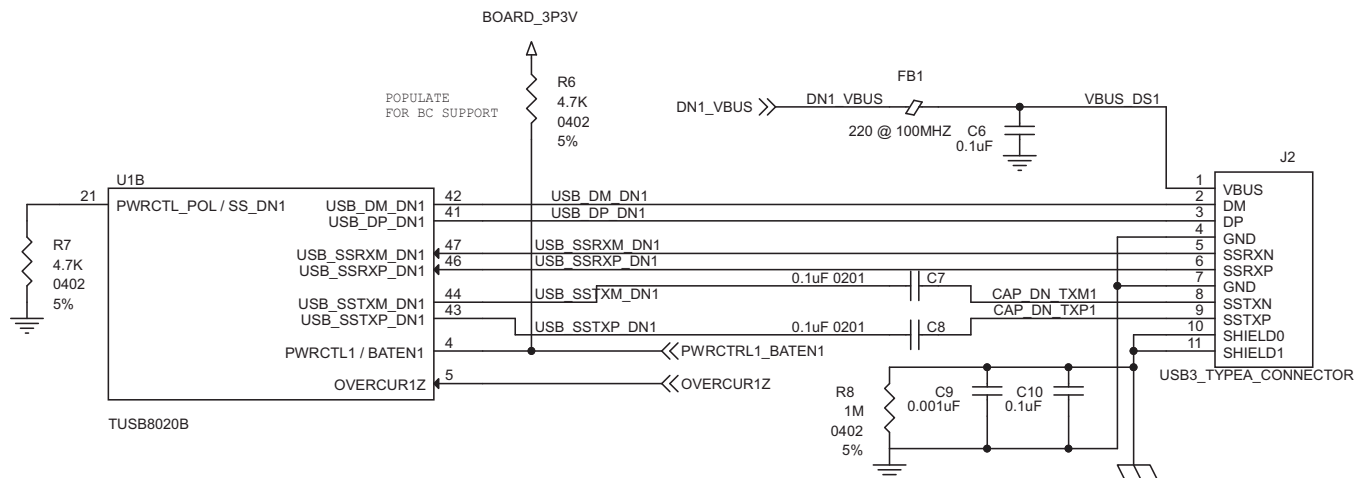 BOARD_3P3V
R6
4.7K
0402
5%
POPULATE
FOR BC SUPPORT
FB1
DN1_VBUS
DN1_VBUS
VBUS_DS1
220 @ 100MHZ
C6
0.1uF
J2
U1B
21
PWRCTL_POL / SS_DN1
R7
4.7K
0402
5%
USB_DM_DN1
42
USB_DM_DN1
USB_DP_DN1
41
USB_DP_DN1
USB_SSRXM_DN1
47
USB_SSRXM_DN1
USB_SSRXP_DN1
46
USB_SSRXP_DN1
USB_SSTXM_DN1
44
USB_SSTXM_DN1
0.1uF 0201
C7
CAP_DN_TXM1
USB_SSTXP_DN1
43
USB_SSTXP_DN1
0.1uF 0201
C8
CAP_DN_TXP1
PWRCTL1 / BATEN1
4
PWRCTRL1_BATEN1
OVERCUR1Z
5
OVERCUR1Z
TUSB8020B
1
VBUS
2
DM
3
DP
4
GND
5
SSRXN
6
SSRXP
7
GND
8
SSTXN
9
SSTXP
10
SHIELD0
11
SHIELD1
USB3_TYPEA_CONNECTOR
R8
1M
0402
5%
C9
0.001uF
C10
0.1uF